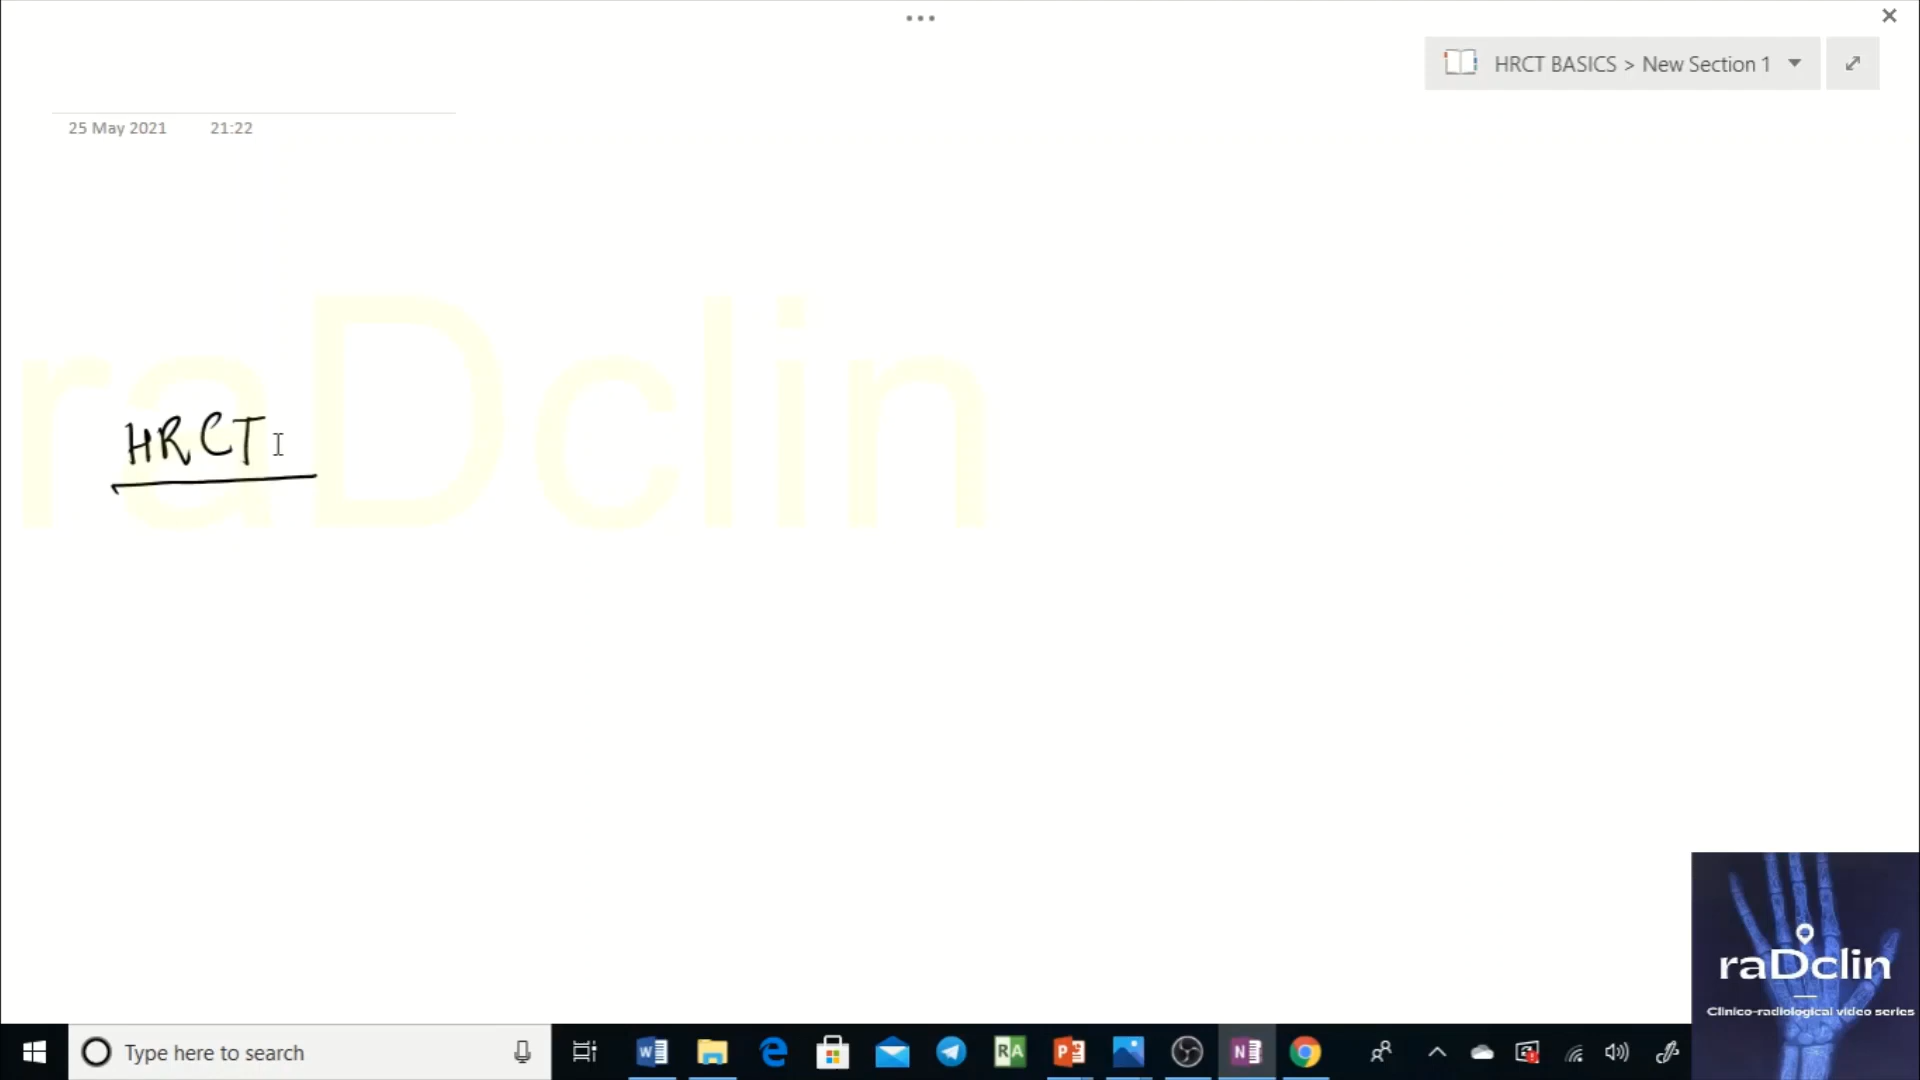 HRCT BASICS > New Section 1
25 May 2021 21:22
raDclin
HRCT
raDclin
Clinico-radiological video series
Type here to search